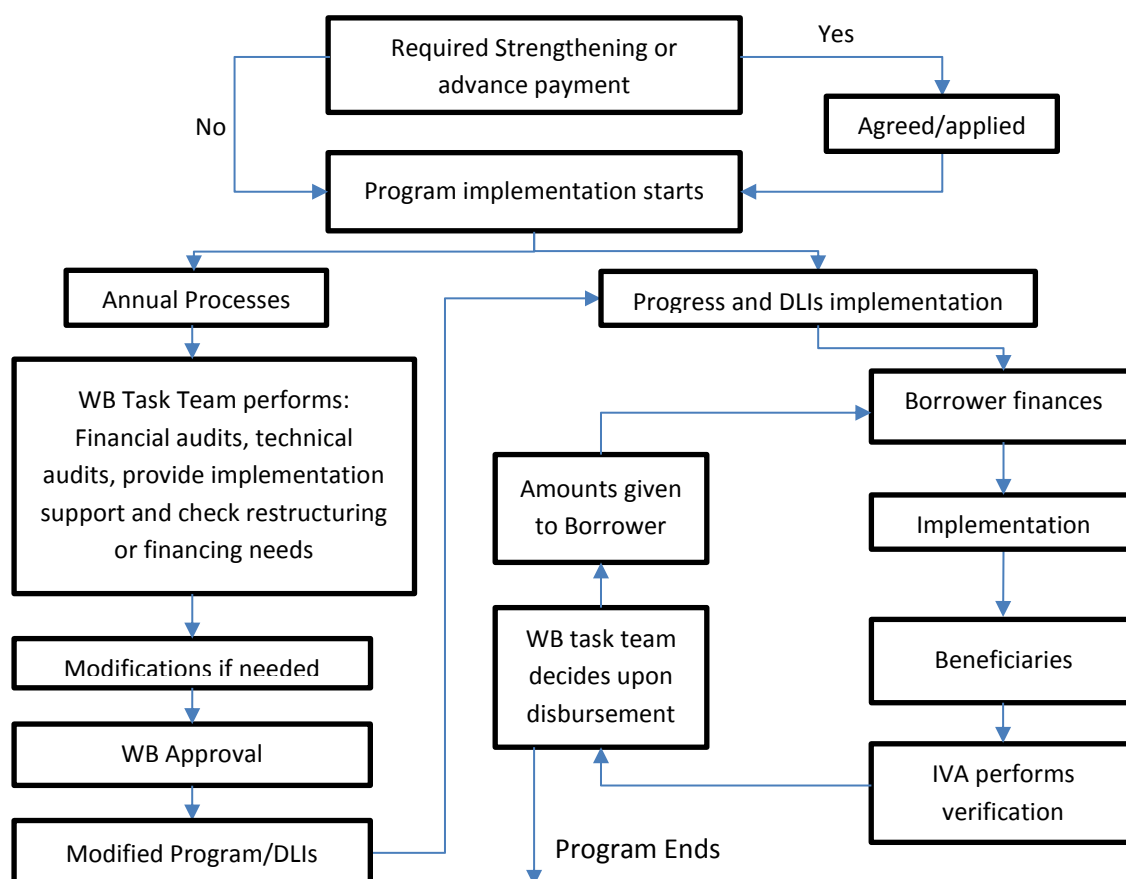 Required Strengthening or
advance payment
Yes
No
Agreed/applied
Program implementation starts
Annual Processes
Progress and DLIs implementation
WB Task Team performs:
Financial audits, technical
audits, provide implementation
support and check restructuring
or financing needs
Borrower finances
Amounts given
to Borrower
Implementation
WB task team
decides upon
disbursement
Beneficiaries
Modifications if needed
WB Approval
IVA performs
verification
Modified Program/DLIs
Program Ends